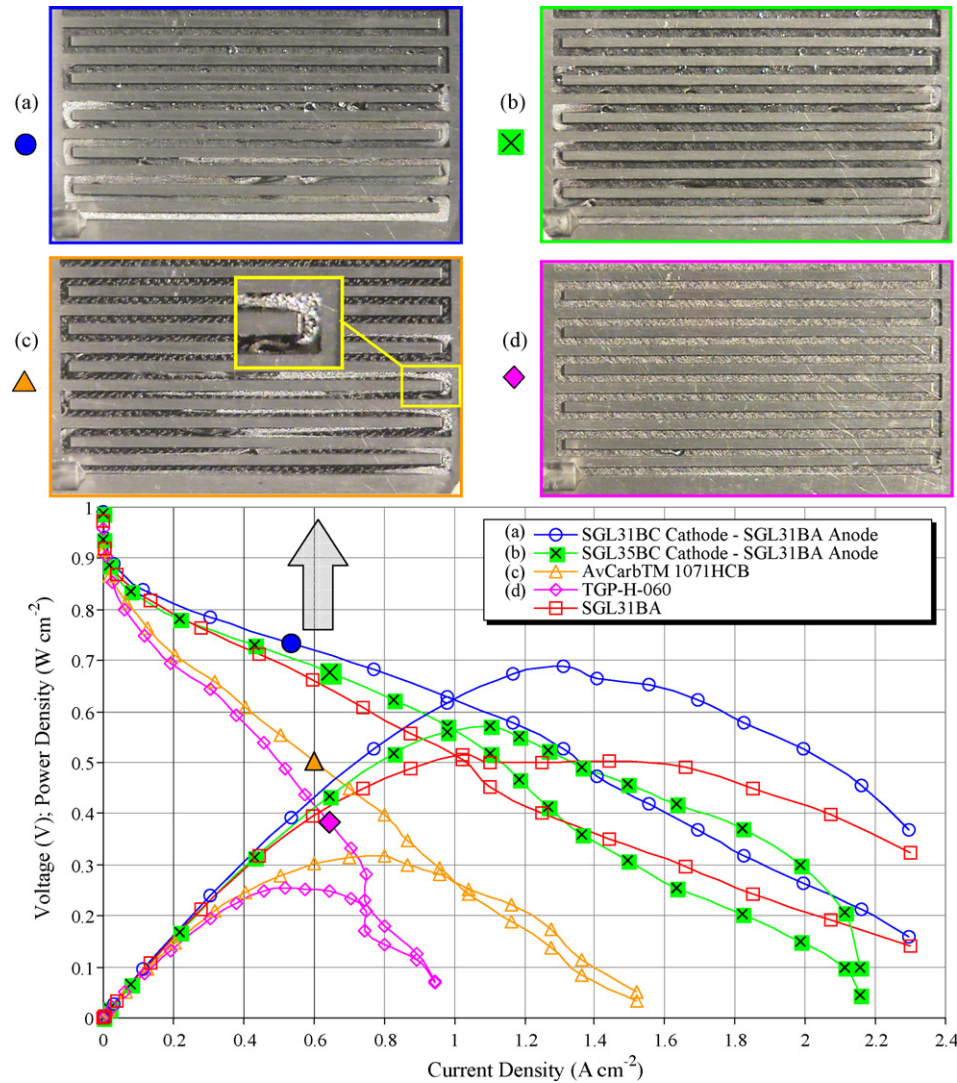 (a)
(b)
(c)
(d)
(a) SGL31BC Cathode - SGL31BA Anode
(b) SGL35BC Cathode - SGL31BA Anode
(c) AvCarbTM 1071HCB
(d) TGP-H-060
SGL31BA
Voltage (V); Power Density (W cm⁻²)
1
0.9
0.8
0.7
0.6
0.5
0.4
0.3
0.2
0.1
0
0 0.2 0.4 0.6 0.8 1 1.2 1.4 1.6 1.8 2 2.2 2.4
Current Density (A cm⁻²)